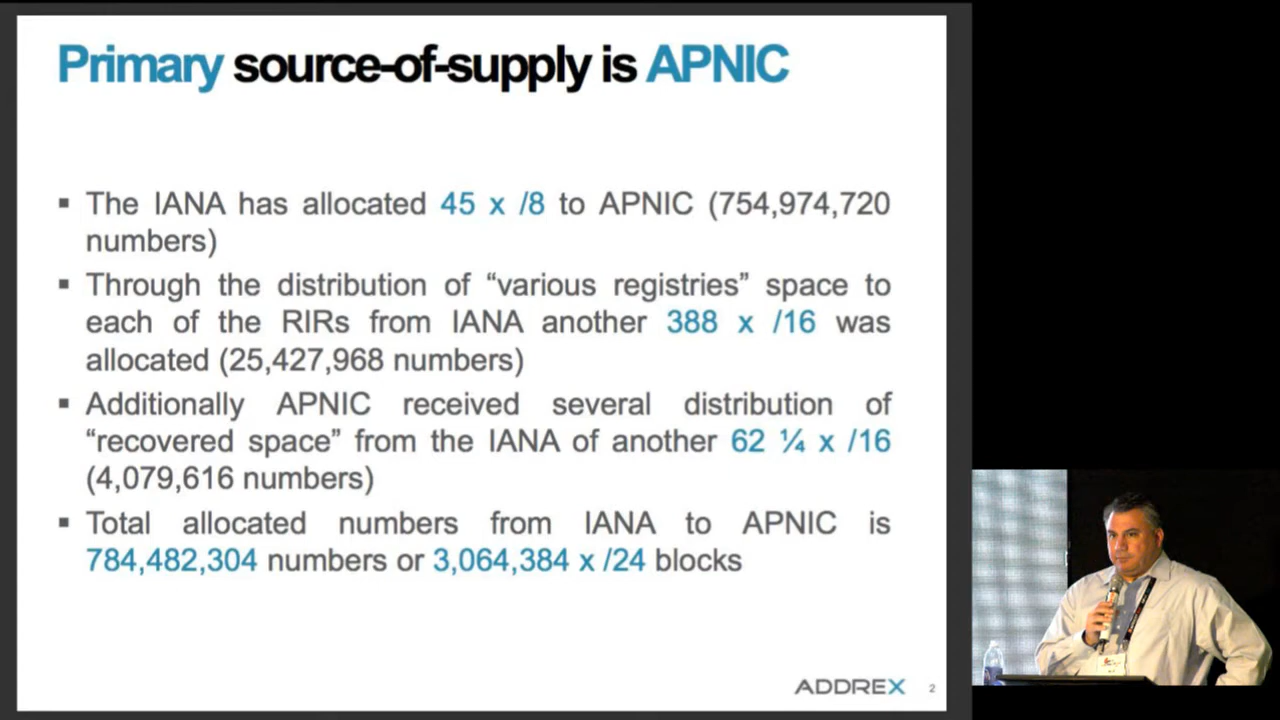 Primary source-of-supply is APNIC
▪ The IANA has allocated 45 x /8 to APNIC (754,974,720
numbers)
▪ Through the distribution of “various registries” space to
each of the RIRs from IANA another 388 x /16 was
allocated (25,427,968 numbers)
▪ Additionally APNIC received several distribution of
“recovered space” from the IANA of another 62 ¼ x /16
(4,079,616 numbers)
▪ Total allocated numbers from IANA to APNIC is
784,482,304 numbers or 3,064,384 x /24 blocks
ADDREX 2